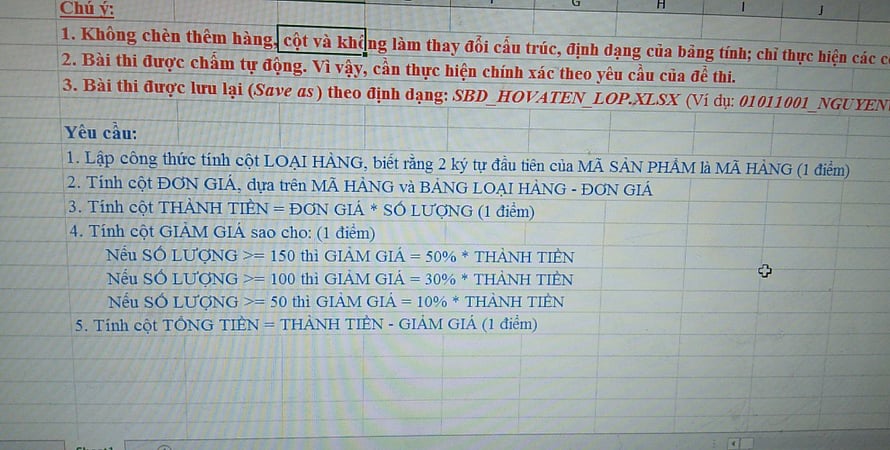 G H I J
Chú ý:
1. Không chèn thêm hàng, cột và không làm thay đổi cấu trúc, định dạng của bảng tính; chỉ thực hiện các
2. Bài thi được chấm tự động. Vì vậy, cần thực hiện chính xác theo yêu cầu của đề thi.
3. Bài thi được lưu lại (Save as) theo định dạng: SBD_HOVATEN_LOP.XLSX (Ví dụ: 01011001_NGUYEN
Yêu cầu:
1. Lập công thức tính cột LOẠI HÀNG, biết rằng 2 ký tự đầu tiên của MÃ SẢN PHẨM là MÃ HÀNG (1 điểm)
2. Tính cột ĐƠN GIÁ, dựa trên MÃ HÀNG và BẢNG LOẠI HÀNG - ĐƠN GIÁ
3. Tính cột THÀNH TIỀN = ĐƠN GIÁ * SỐ LƯỢNG (1 điểm)
4. Tính cột GIẢM GIÁ sao cho: (1 điểm)
Nếu SỐ LƯỢNG >= 150 thì GIẢM GIÁ = 50% * THÀNH TIỀN
Nếu SỐ LƯỢNG >= 100 thì GIẢM GIÁ = 30% * THÀNH TIỀN
Nếu SỐ LƯỢNG >= 50 thì GIẢM GIÁ = 10% * THÀNH TIỀN
5. Tính cột TỔNG TIỀN = THÀNH TIỀN - GIẢM GIÁ (1 điểm)